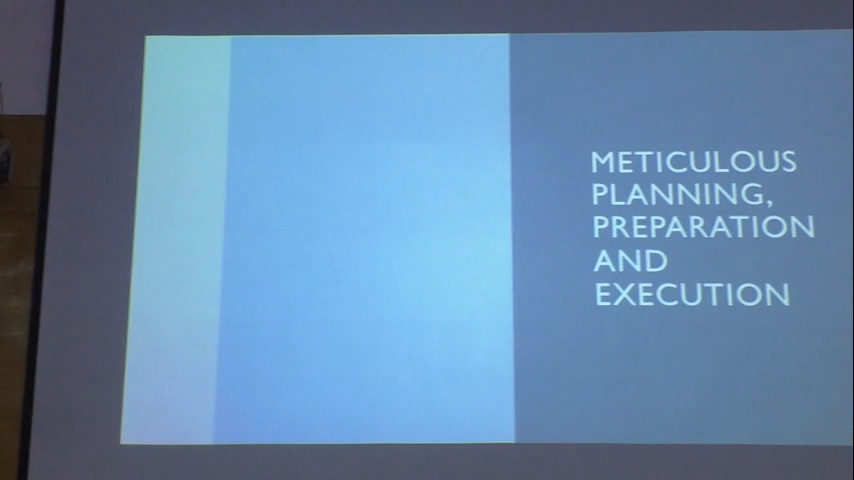 METICULOUS
PLANNING,
PREPARATION
AND
EXECUTION